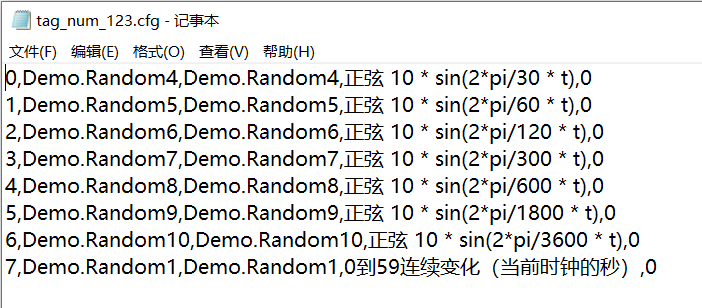 tag_num_123.cfg - 记事本
文件(F) 编辑(E) 格式(O) 查看(V) 帮助(H)
0,Demo.Random4,Demo.Random4,正弦 10 * sin(2*pi/30 * t),0
1,Demo.Random5,Demo.Random5,正弦 10 * sin(2*pi/60 * t),0
2,Demo.Random6,Demo.Random6,正弦 10 * sin(2*pi/120 * t),0
3,Demo.Random7,Demo.Random7,正弦 10 * sin(2*pi/300 * t),0
4,Demo.Random8,Demo.Random8,正弦 10 * sin(2*pi/600 * t),0
5,Demo.Random9,Demo.Random9,正弦 10 * sin(2*pi/1800 * t),0
6,Demo.Random10,Demo.Random10,正弦 10 * sin(2*pi/3600 * t),0
7,Demo.Random1,Demo.Random1,0到59连续变化（当前时钟的秒）,0